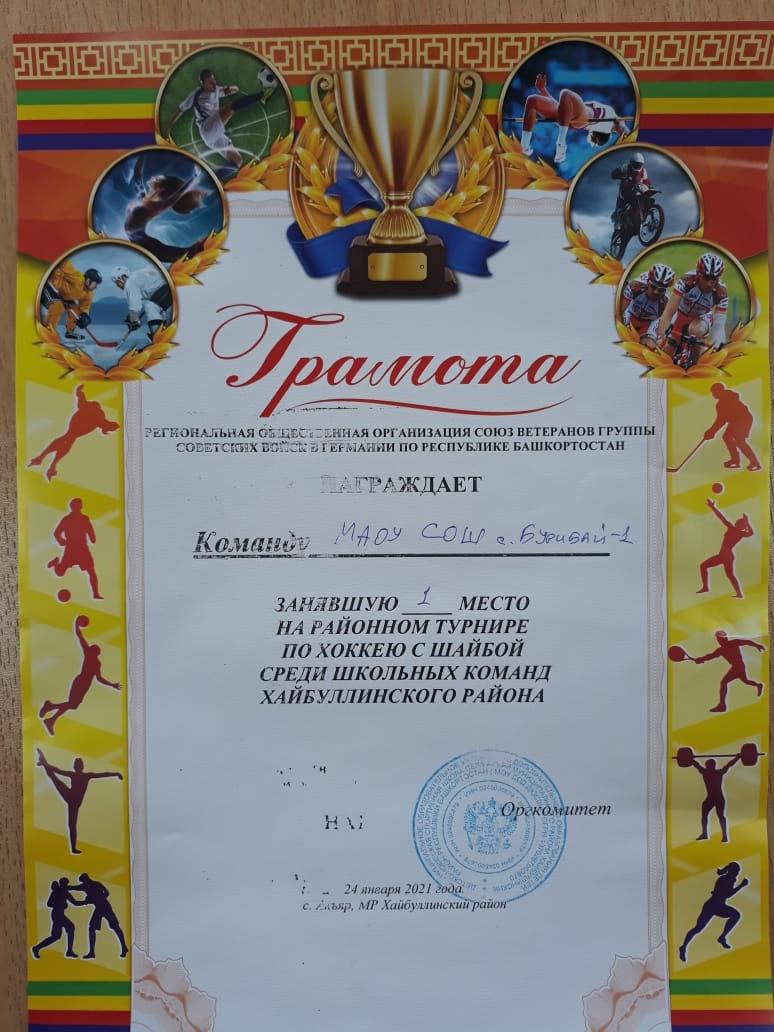 Грамота
РЕГИОНАЛЬНАЯ ОБЩЕСТВЕННАЯ ОРГАНИЗАЦИЯ СОЮЗ ВЕТЕРАНОВ ГРУППЫ
СОВЕТСКИХ ВОЙСК В ГЕРМАНИИ ПО РЕСПУБЛИКЕ БАШКОРТОСТАН
НАГРАЖДАЕТ
Команду МАОУ СОШ с. Бурибай-1
ЗАНЯВШУЮ 1 МЕСТО
НА РАЙОННОМ ТУРНИРЕ
ПО ХОККЕЮ С ШАЙБОЙ
СРЕДИ ШКОЛЬНЫХ КОМАНД
ХАЙБУЛЛИНСКОГО РАЙОНА
Оргкомитет
24 января 2021 года.
с. Акъяр, МР Хайбуллинский район